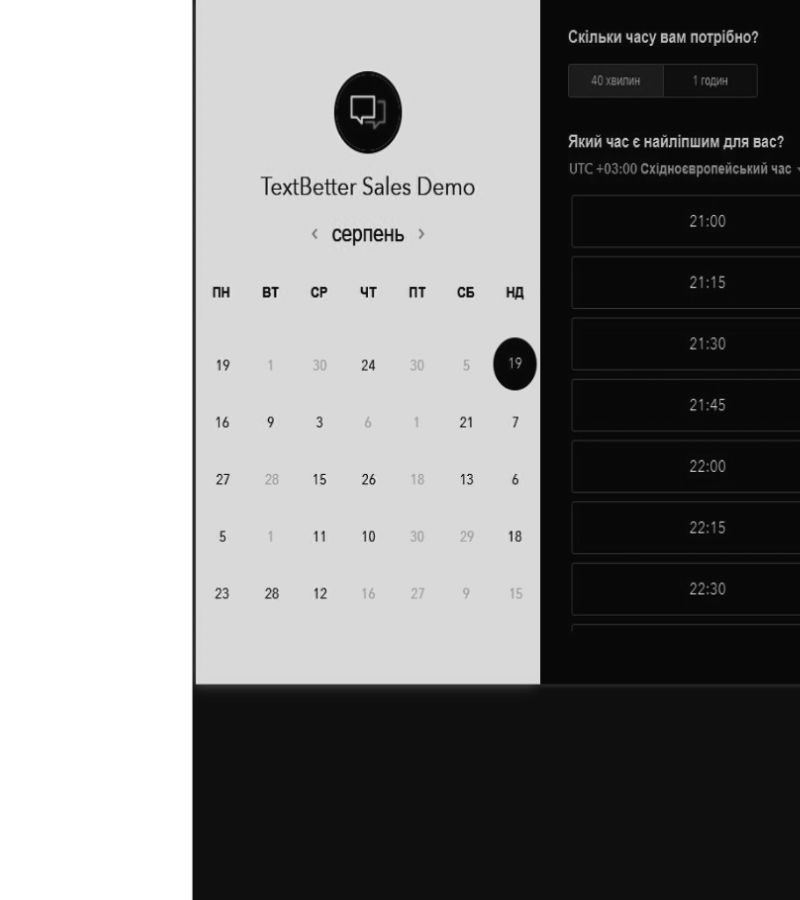 TextBetter Sales Demo
‹ серпень ›
ПН ВТ СР ЧТ ПТ СБ НД
19 1 30 24 30 5 19
16 9 3 6 1 21 7
27 28 15 26 18 13 6
5 1 11 10 30 29 18
23 28 12 16 27 9 15
Скільки часу вам потрібно?
40 хвилин 1 годин
Який час є найліпшим для вас?
UTC +03:00 Східноєвропейський час
21:00
21:15
21:30
21:45
22:00
22:15
22:30